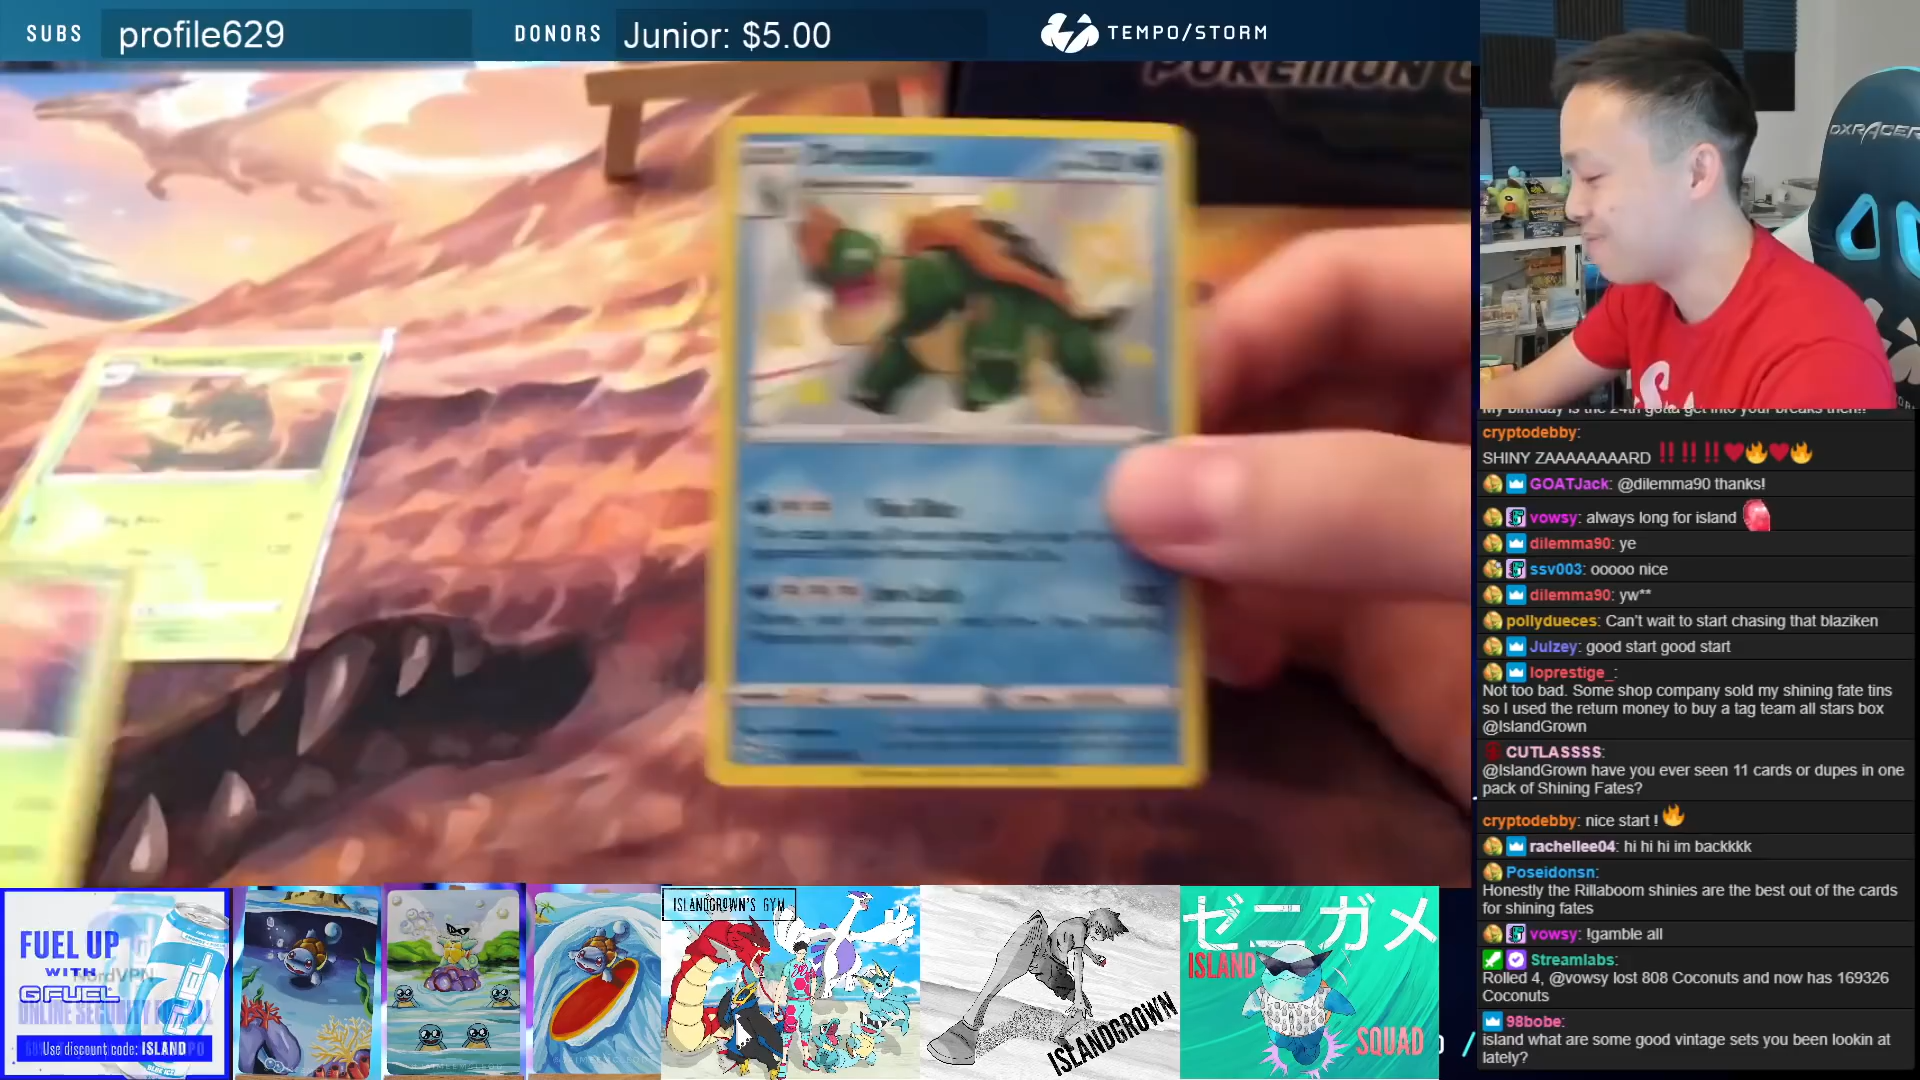 SUBS profile629 DONORS Junior: $5.00 TEMPO/STORM
DXRACER
cryptodebby:
SHINY ZAAAAAAAARD ‼️‼️‼️❤🔥❤🔥
GOATJack: @dilemma90 thanks!
vowsy: always long for island
dilemma90: ye
ssv003: ooooo nice
dilemma90: yw**
pollydueces: Can't wait to start chasing that blaziken
Julzey: good start good start
loprestige_:
Not too bad. Some shop company sold my shining fate tins
so I used the return money to buy a tag team all stars box
@IslandGrown
CUTLASSSS:
@IslandGrown have you ever seen 11 cards or dupes in one
pack of Shining Fates?
cryptodebby: nice start ! 🔥
rachellee04: hi hi hi im backkkk
Poseidonsn:
Honestly the Rillaboom shinies are the best out of the cards
for shining fates
vowsy: !gamble all
Streamlabs:
Rolled 4, @vowsy lost 808 Coconuts and now has 169326
Coconuts
98bobe:
island what are some good vintage sets you been lookin at
lately?
FUEL UP
WITH
GFUEL
NordVPN
ONLINE SECURITY
Use discount code: ISLAND
ISLANDGROWN'S GYM
ISLANDGROWN
ゼニガメ
ISLAND
SQUAD